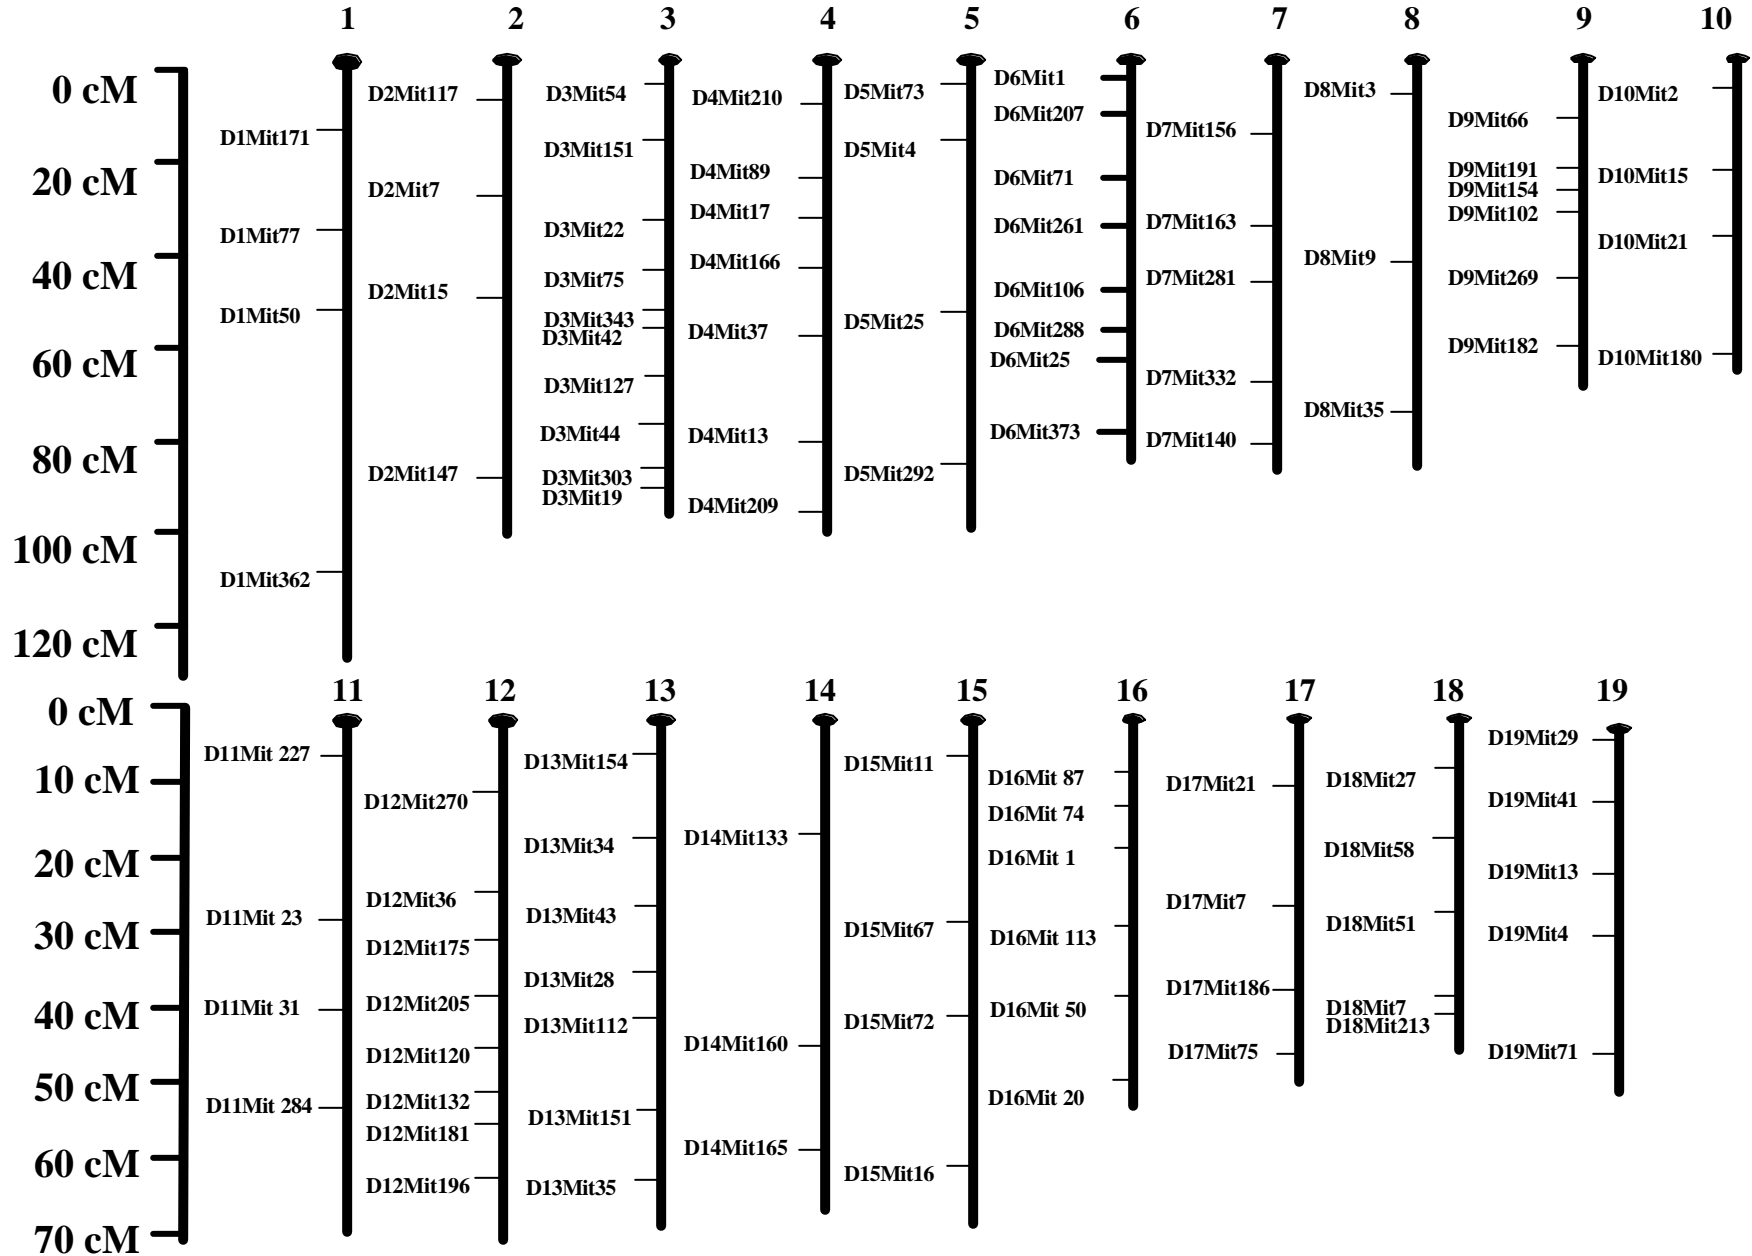 1 2 3 4 5 6 7 8 9 10
0 cM
20 cM
40 cM
60 cM
80 cM
100 cM
120 cM
D1Mit171
D1Mit77
D1Mit50
D1Mit362
D2Mit117
D2Mit7
D2Mit15
D2Mit147
D3Mit54
D3Mit151
D3Mit22
D3Mit75
D3Mit343
D3Mit42
D3Mit127
D3Mit44
D3Mit303
D3Mit19
D4Mit210
D4Mit89
D4Mit17
D4Mit166
D4Mit37
D4Mit13
D4Mit209
D5Mit73
D5Mit4
D5Mit25
D5Mit292
D6Mit1
D6Mit207
D6Mit71
D6Mit261
D6Mit106
D6Mit288
D6Mit25
D6Mit373
D7Mit156
D7Mit163
D7Mit281
D7Mit332
D7Mit140
D8Mit3
D8Mit9
D8Mit35
D9Mit66
D9Mit191
D9Mit154
D9Mit102
D9Mit269
D9Mit182
D10Mit2
D10Mit15
D10Mit21
D10Mit180
11 12 13 14 15 16 17 18 19
0 cM
10 cM
20 cM
30 cM
40 cM
50 cM
60 cM
70 cM
D11Mit 227
D11Mit 23
D11Mit 31
D11Mit 284
D12Mit270
D12Mit36
D12Mit175
D12Mit205
D12Mit120
D12Mit132
D12Mit181
D12Mit196
D13Mit154
D13Mit34
D13Mit43
D13Mit28
D13Mit112
D13Mit151
D13Mit35
D14Mit133
D14Mit160
D14Mit165
D15Mit11
D15Mit67
D15Mit72
D15Mit16
D16Mit 87
D16Mit 74
D16Mit 1
D16Mit 113
D16Mit 50
D16Mit 20
D17Mit21
D17Mit7
D17Mit186
D17Mit75
D18Mit27
D18Mit58
D18Mit51
D18Mit7
D18Mit213
D19Mit29
D19Mit41
D19Mit13
D19Mit4
D19Mit71